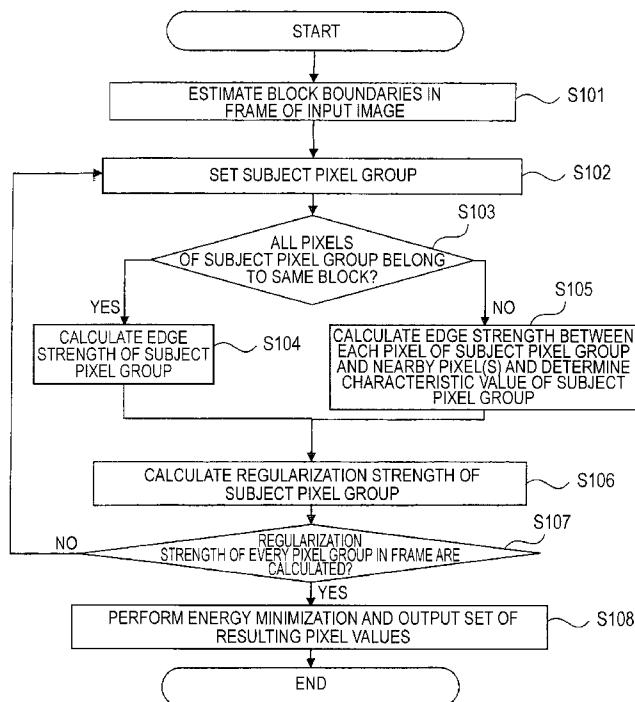 START
ESTIMATE BLOCK BOUNDARIES IN
FRAME OF INPUT IMAGE
S101
SET SUBJECT PIXEL GROUP
S102
S103
ALL PIXELS
OF SUBJECT PIXEL GROUP BELONG
TO SAME BLOCK?
YES
NO
S105
CALCULATE EDGE
STRENGTH OF SUBJECT
PIXEL GROUP
S104
CALCULATE EDGE STRENGTH BETWEEN
EACH PIXEL OF SUBJECT PIXEL GROUP
AND NEARBY PIXEL(S) AND DETERMINE
CHARACTERISTIC VALUE OF SUBJECT
PIXEL GROUP
CALCULATE REGULARIZATION STRENGTH OF
SUBJECT PIXEL GROUP
S106
S107
NO
REGULARIZATION
STRENGTH OF EVERY PIXEL GROUP IN FRAME ARE
CALCULATED?
YES
PERFORM ENERGY MINIMIZATION AND OUTPUT SET OF
RESULTING PIXEL VALUES
S108
END